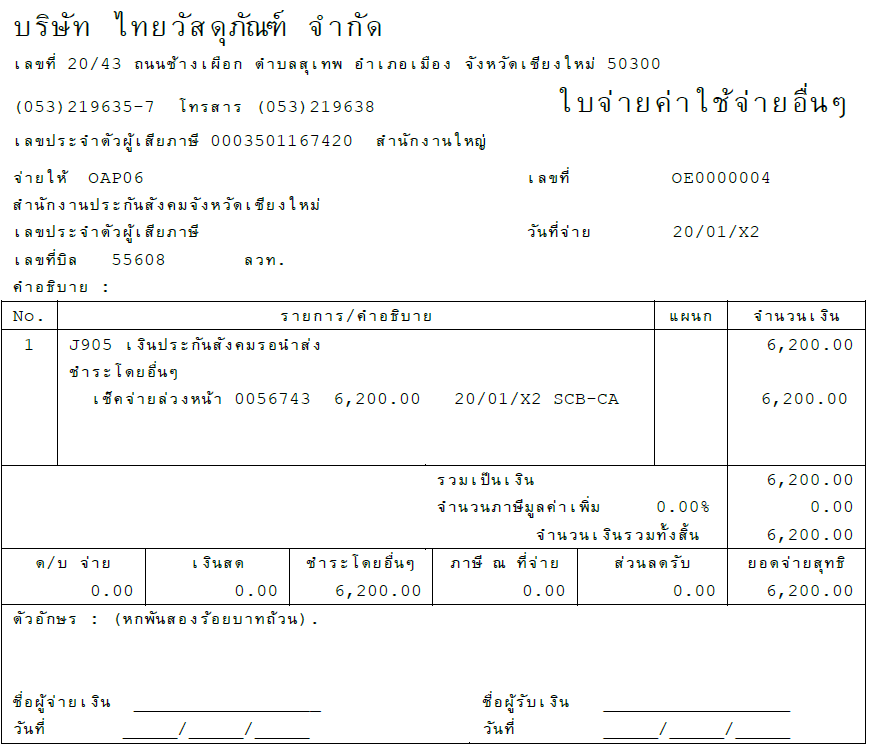 บริษัท ไทยวัสดุภัณฑ์ จำกัด
เลขที่ 20/43 ถนนช้างเผือก ตำบลสุเทพ อำเภอเมือง จังหวัดเชียงใหม่ 50300
(053)219635-7 โทรสาร (053)219638 ใบจ่ายค่าใช้จ่ายอื่นๆ
เลขประจำตัวผู้เสียภาษี 0003501167420 สำนักงานใหญ่
จ่ายให้ OAP06 เลขที่ OE0000004
สำนักงานประกันสังคมจังหวัดเชียงใหม่
เลขประจำตัวผู้เสียภาษี วันที่จ่าย 20/01/X2
เลขที่บิล 55608 ลวท.
คำอธิบาย :
No. รายการ/คำอธิบาย แผนก จำนวนเงิน
1 J905 เงินประกันสังคมรอนำส่ง 6,200.00
ชำระโดยอื่นๆ
เช็คจ่ายล่วงหน้า 0056743 6,200.00 20/01/X2 SCB-CA 6,200.00
รวมเป็นเงิน 6,200.00
จำนวนภาษีมูลค่าเพิ่ม 0.00% 0.00
จำนวนเงินรวมทั้งสิ้น 6,200.00
ด/บ จ่าย เงินสด ชำระโดยอื่นๆ ภาษี ณ ที่จ่าย ส่วนลดรับ ยอดจ่ายสุทธิ
0.00 0.00 6,200.00 0.00 0.00 6,200.00
ตัวอักษร : (หกพันสองร้อยบาทถ้วน).
ชื่อผู้จ่ายเงิน ________________ ชื่อผู้รับเงิน ________________
วันที่ _____/_____/_____ วันที่ _____/_____/_____